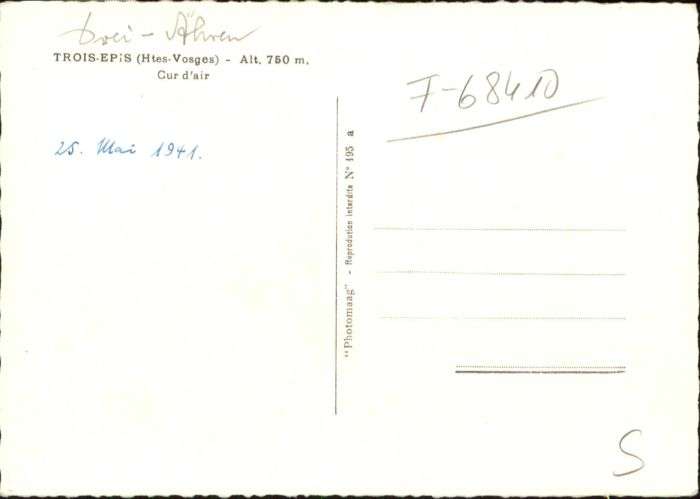 Drei-Ähren
TROIS-EPIS (Htes-Vosges) - Alt. 750 m.
Cur d'air
25. Mai 1941.
F-68410
"Photomaag" - Reproduction interdite N° 195 a
S